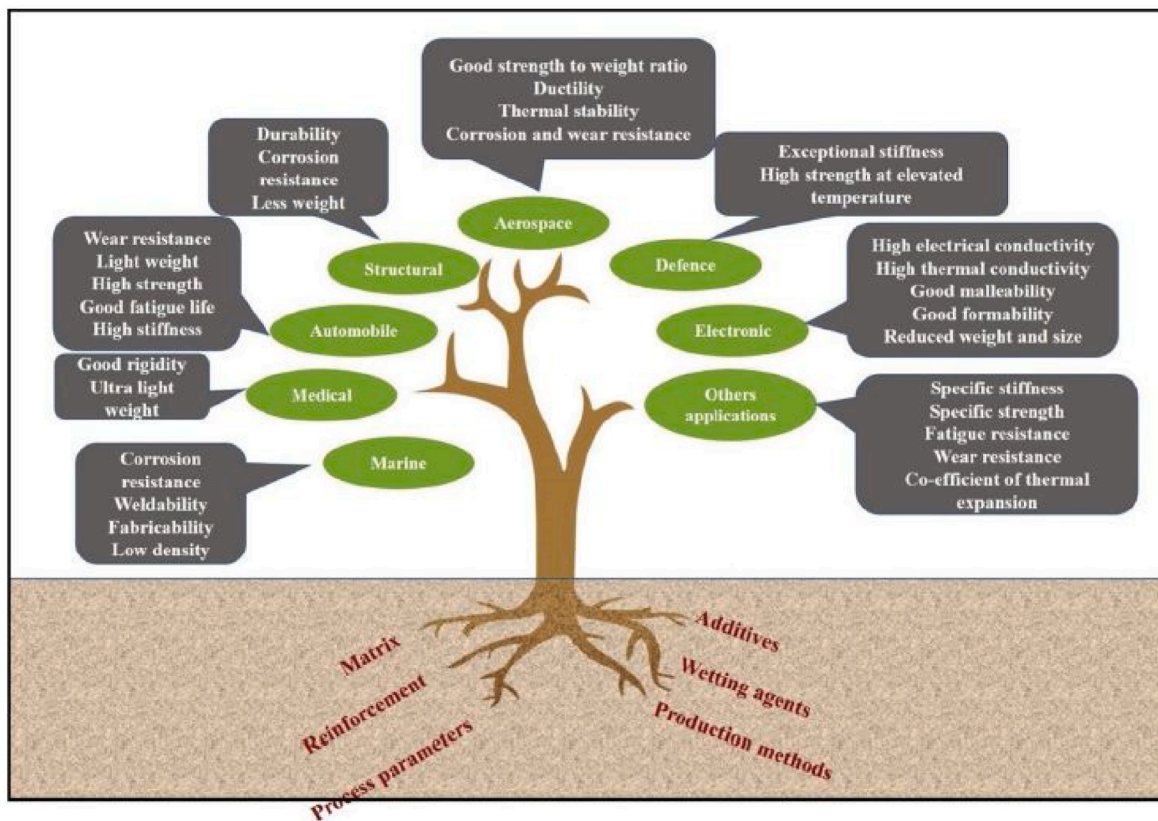 Good strength to weight ratio
Ductility
Thermal stability
Corrosion and wear resistance
Aerospace
Durability
Corrosion
resistance
Less weight
Structural
Exceptional stiffness
High strength at elevated
temperature
Defence
Wear resistance
Light weight
High strength
Good fatigue life
High stiffness
Automobile
High electrical conductivity
High thermal conductivity
Good malleability
Good formability
Reduced weight and size
Electronic
Good rigidity
Ultra light
weight
Medical
Others
applications
Specific stiffness
Specific strength
Fatigue resistance
Wear resistance
Co-efficient of thermal
expansion
Corrosion
resistance
Weldability
Fabricability
Low density
Marine
Matrix
Reinforcement
Process parameters
Additives
Wetting agents
Production methods